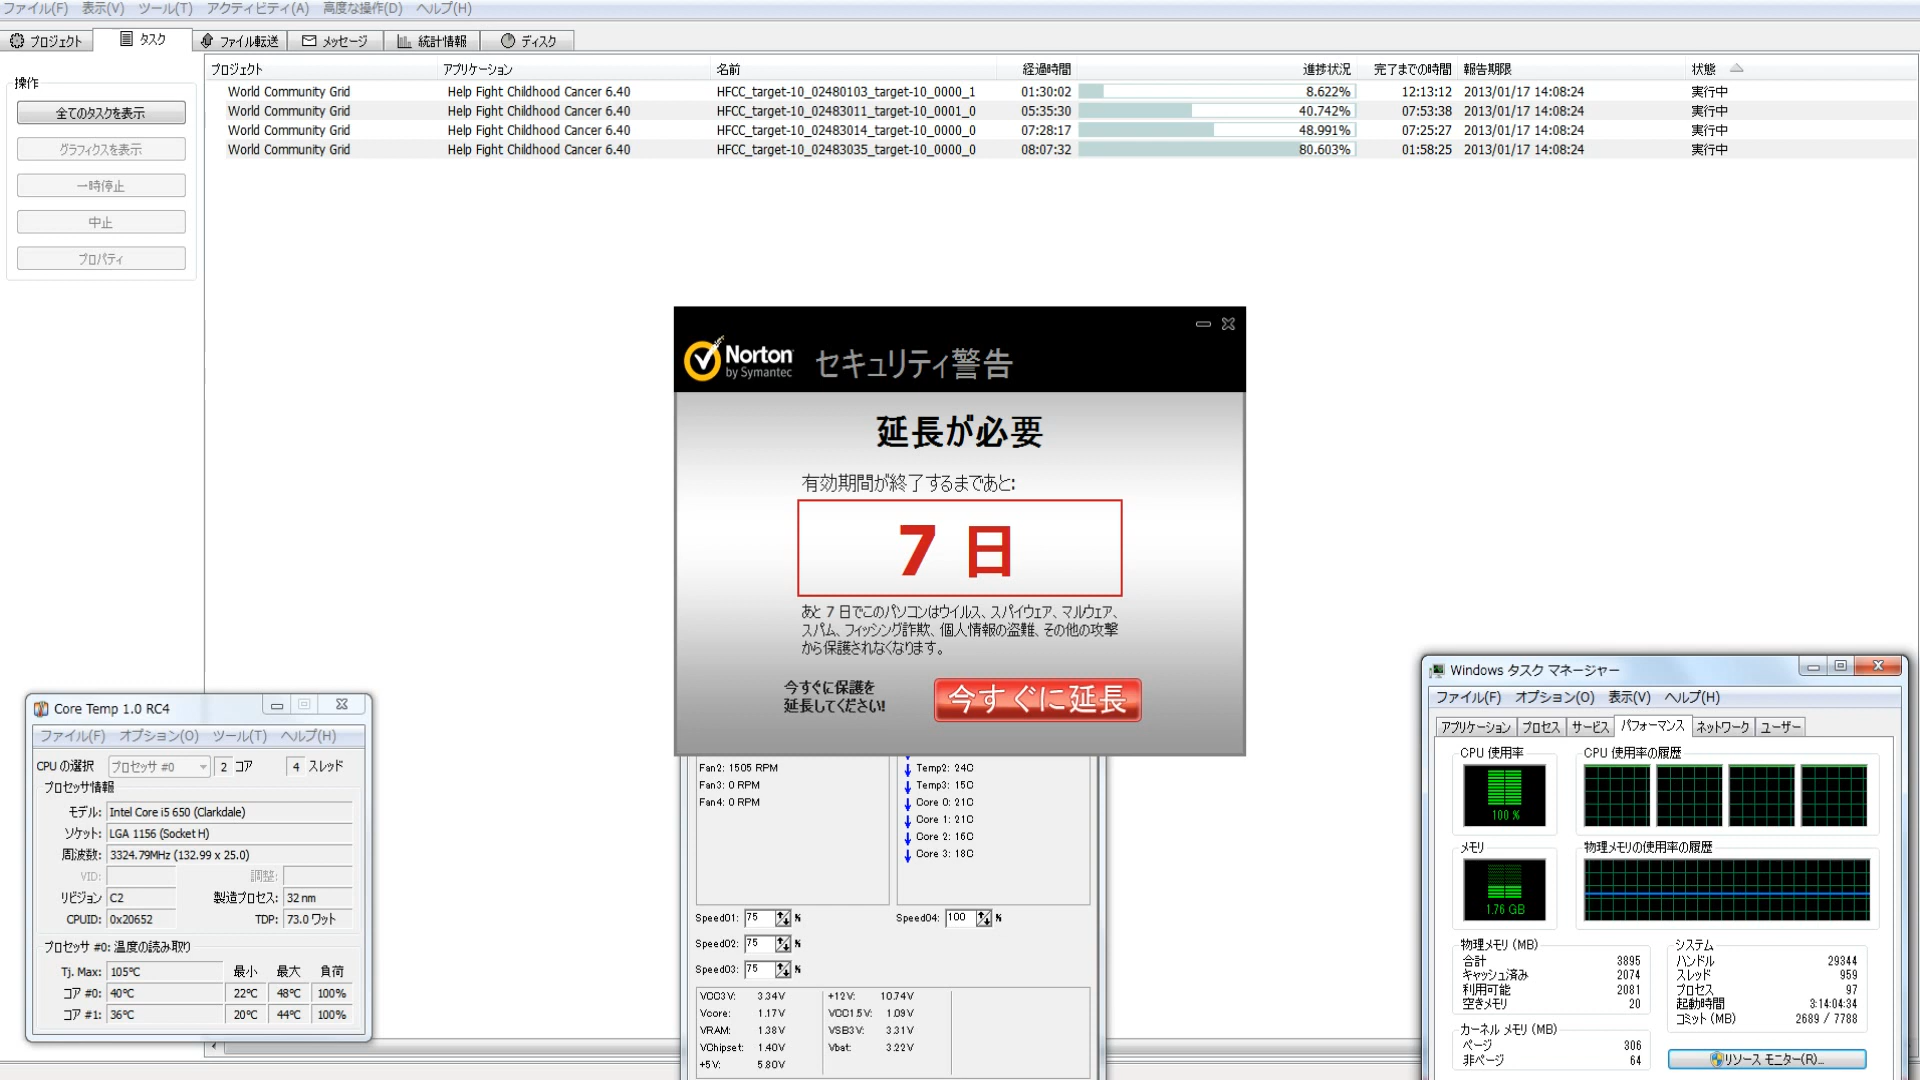 ファイル(F) 表示(V) ツール(T) アクティビティ(A) 高度な操作(D) ヘルプ(H)
プロジェクト タスク ファイル転送 メッセージ 統計情報 ディスク
操作
全てのタスクを表示
グラフィクスを表示
一時停止
中止
プロパティ
プロジェクト アプリケーション 名前 経過時間 進捗状況 完了までの時間 報告期限 状態
World Community Grid Help Fight Childhood Cancer 6.40 HFCC_target-10_02480103_target-10_0000_1 01:30:02 8.622% 12:13:12 2013/01/17 14:08:24 実行中
World Community Grid Help Fight Childhood Cancer 6.40 HFCC_target-10_02483011_target-10_0001_0 05:35:30 40.742% 07:53:38 2013/01/17 14:08:24 実行中
World Community Grid Help Fight Childhood Cancer 6.40 HFCC_target-10_02483014_target-10_0000_0 07:28:17 48.991% 07:25:27 2013/01/17 14:08:24 実行中
World Community Grid Help Fight Childhood Cancer 6.40 HFCC_target-10_02483035_target-10_0000_0 08:07:32 80.603% 01:58:25 2013/01/17 14:08:24 実行中
Norton by Symantec セキュリティ警告
延長が必要
有効期間が終了するまであと:
7 日
あと 7 日でこのパソコンはウイルス、スパイウェア、マルウェア、
スパム、フィッシング詐欺、個人情報の盗難、その他の攻撃
から保護されなくなります。
今すぐに保護を
延長してください!
今すぐに延長
Core Temp 1.0 RC4
ファイル(F) オプション(O) ツール(T) ヘルプ(H)
CPU の選択 プロセッサ #0 2 コア 4 スレッド
プロセッサ情報
モデル: Intel Core i5 650 (Clarkdale)
ソケット: LGA 1156 (Socket H)
周波数: 3324.79MHz (132.99 x 25.0)
VID: 調整:
リビジョン C2 製造プロセス: 32 nm
CPUID: 0x20652 TDP: 73.0 ワット
プロセッサ #0: 温度の読み取り
Tj. Max: 105℃ 最小 最大 負荷
コア #0: 40℃ 22℃ 48℃ 100%
コア #1: 36℃ 20℃ 44℃ 100%
Fan2: 1505 RPM
Fan3: 0 RPM
Fan4: 0 RPM
Temp2: 24C
Temp3: 15C
Core 0: 21C
Core 1: 21C
Core 2: 16C
Core 3: 18C
Speed01: 75 % Speed04: 100 %
Speed02: 75 %
Speed03: 75 %
VCC3V: 3.34V +12V: 10.74V
Vcore: 1.17V VCC1.5V: 1.09V
VRAM: 1.38V VSB3V: 3.31V
VChipset: 1.40V Vbat: 3.22V
+5V: 5.80V
Windows タスク マネージャー
ファイル(F) オプション(O) 表示(V) ヘルプ(H)
アプリケーション プロセス サービス パフォーマンス ネットワーク ユーザー
CPU 使用率 CPU 使用率の履歴
100 %
メモリ 物理メモリの使用率の履歴
1.76 GB
物理メモリ (MB)
合計 3895
キャッシュ済み 2074
利用可能 2081
空きメモリ 20
カーネル メモリ (MB)
ページ 306
非ページ 64
システム
ハンドル 29344
スレッド 959
プロセス 97
起動時間 3:14:04:34
コミット (MB) 2689 / 7788
リソース モニター(R)...